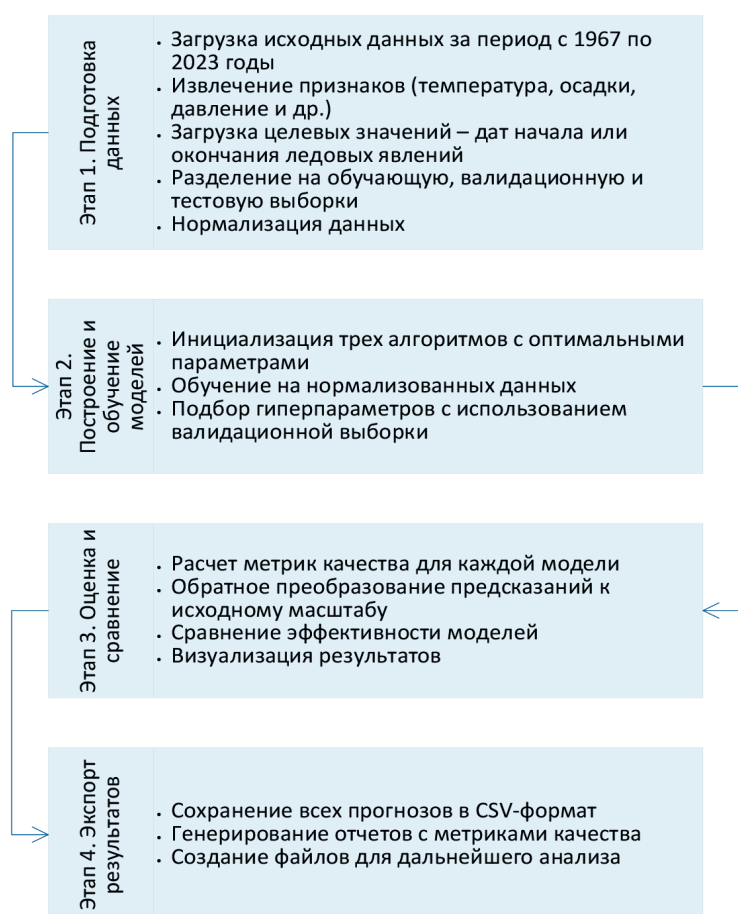 Этап 1. Подготовка
данных
• Загрузка исходных данных за период с 1967 по
2023 годы
• Извлечение признаков (температура, осадки,
давление и др.)
• Загрузка целевых значений – дат начала или
окончания ледовых явлений
• Разделение на обучающую, валидационную и
тестовую выборки
• Нормализация данных
Этап 2.
Построение и
обучение
моделей
• Инициализация трех алгоритмов с оптимальными
параметрами
• Обучение на нормализованных данных
• Подбор гиперпараметров с использованием
валидационной выборки
Этап 3. Оценка и
сравнение
• Расчет метрик качества для каждой модели
• Обратное преобразование предсказаний к
исходному масштабу
• Сравнение эффективности моделей
• Визуализация результатов
Этап 4. Экспорт
результатов
• Сохранение всех прогнозов в CSV-формат
• Генерирование отчетов с метриками качества
• Создание файлов для дальнейшего анализа